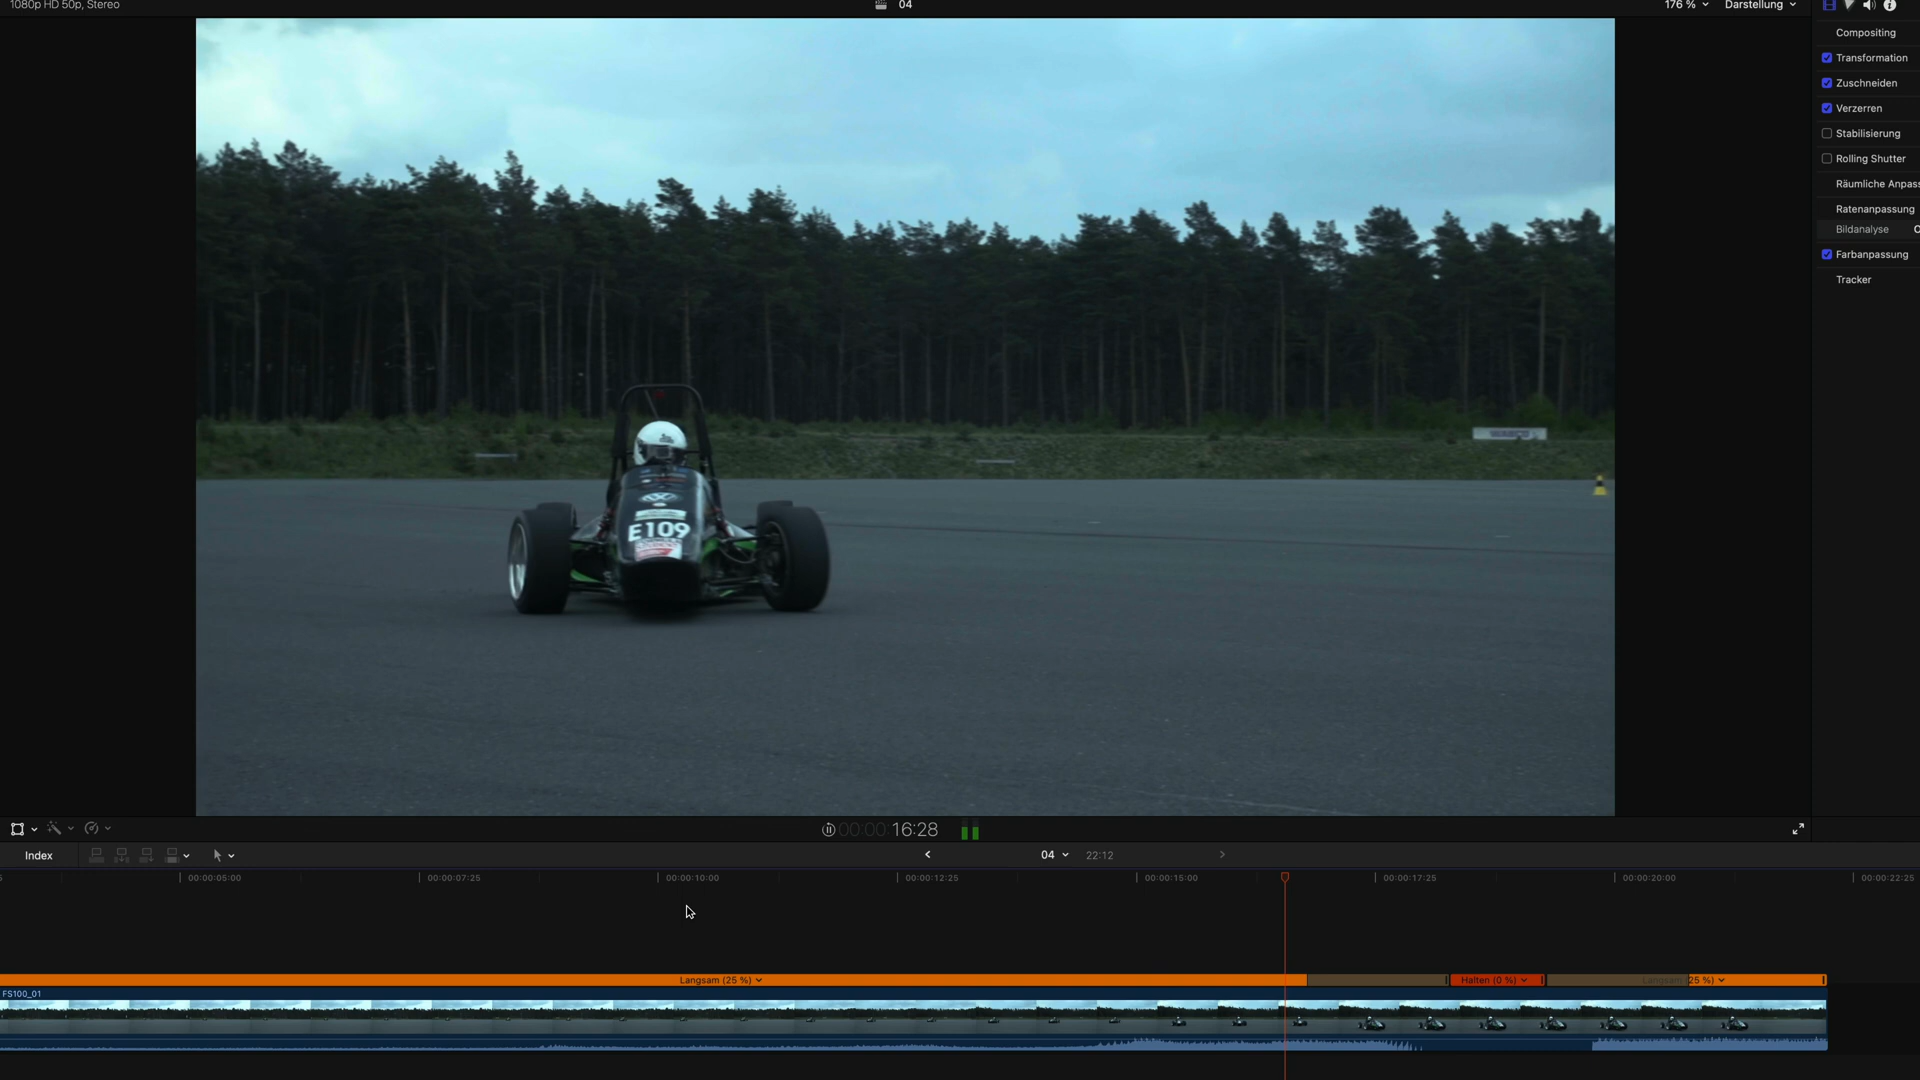 1080p HD 50p, Stereo
04
176 %
Darstellung
Compositing
Transformation
Zuschneiden
Verzerren
Stabilisierung
Rolling Shutter
Räumliche Anpass
Ratenanpassung
Bildanalyse
Farbanpassung
Tracker
E109
00:00:16:28
Index
04
22:12
00:00:05:00
00:00:07:25
00:00:10:00
00:00:12:25
00:00:15:00
00:00:17:25
00:00:20:00
00:00:22:25
Langsam (25 %)
Halten (0 %)
Langsam (25 %)
FS100_01